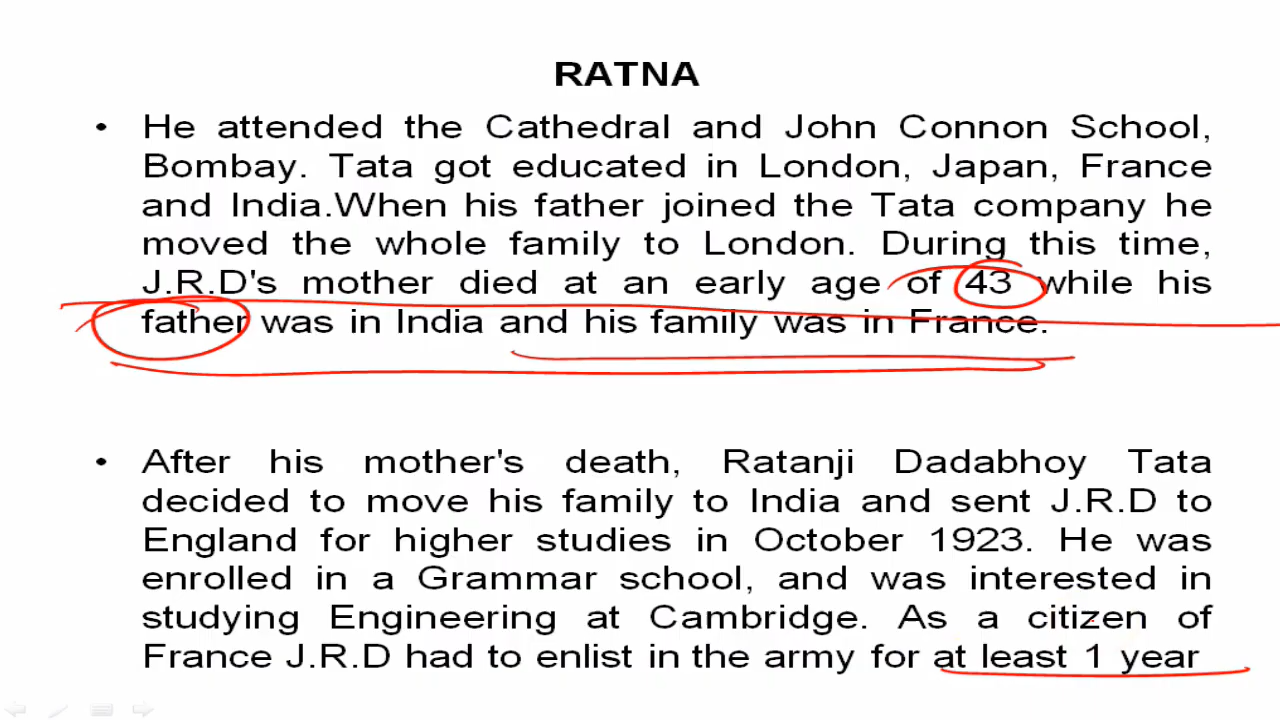 RATNA
• He attended the Cathedral and John Connon School,
Bombay. Tata got educated in London, Japan, France
and India.When his father joined the Tata company he
moved the whole family to London. During this time,
J.R.D's mother died at an early age of 43 while his
father was in India and his family was in France.
• After his mother's death, Ratanji Dadabhoy Tata
decided to move his family to India and sent J.R.D to
England for higher studies in October 1923. He was
enrolled in a Grammar school, and was interested in
studying Engineering at Cambridge. As a citizen of
France J.R.D had to enlist in the army for at least 1 year